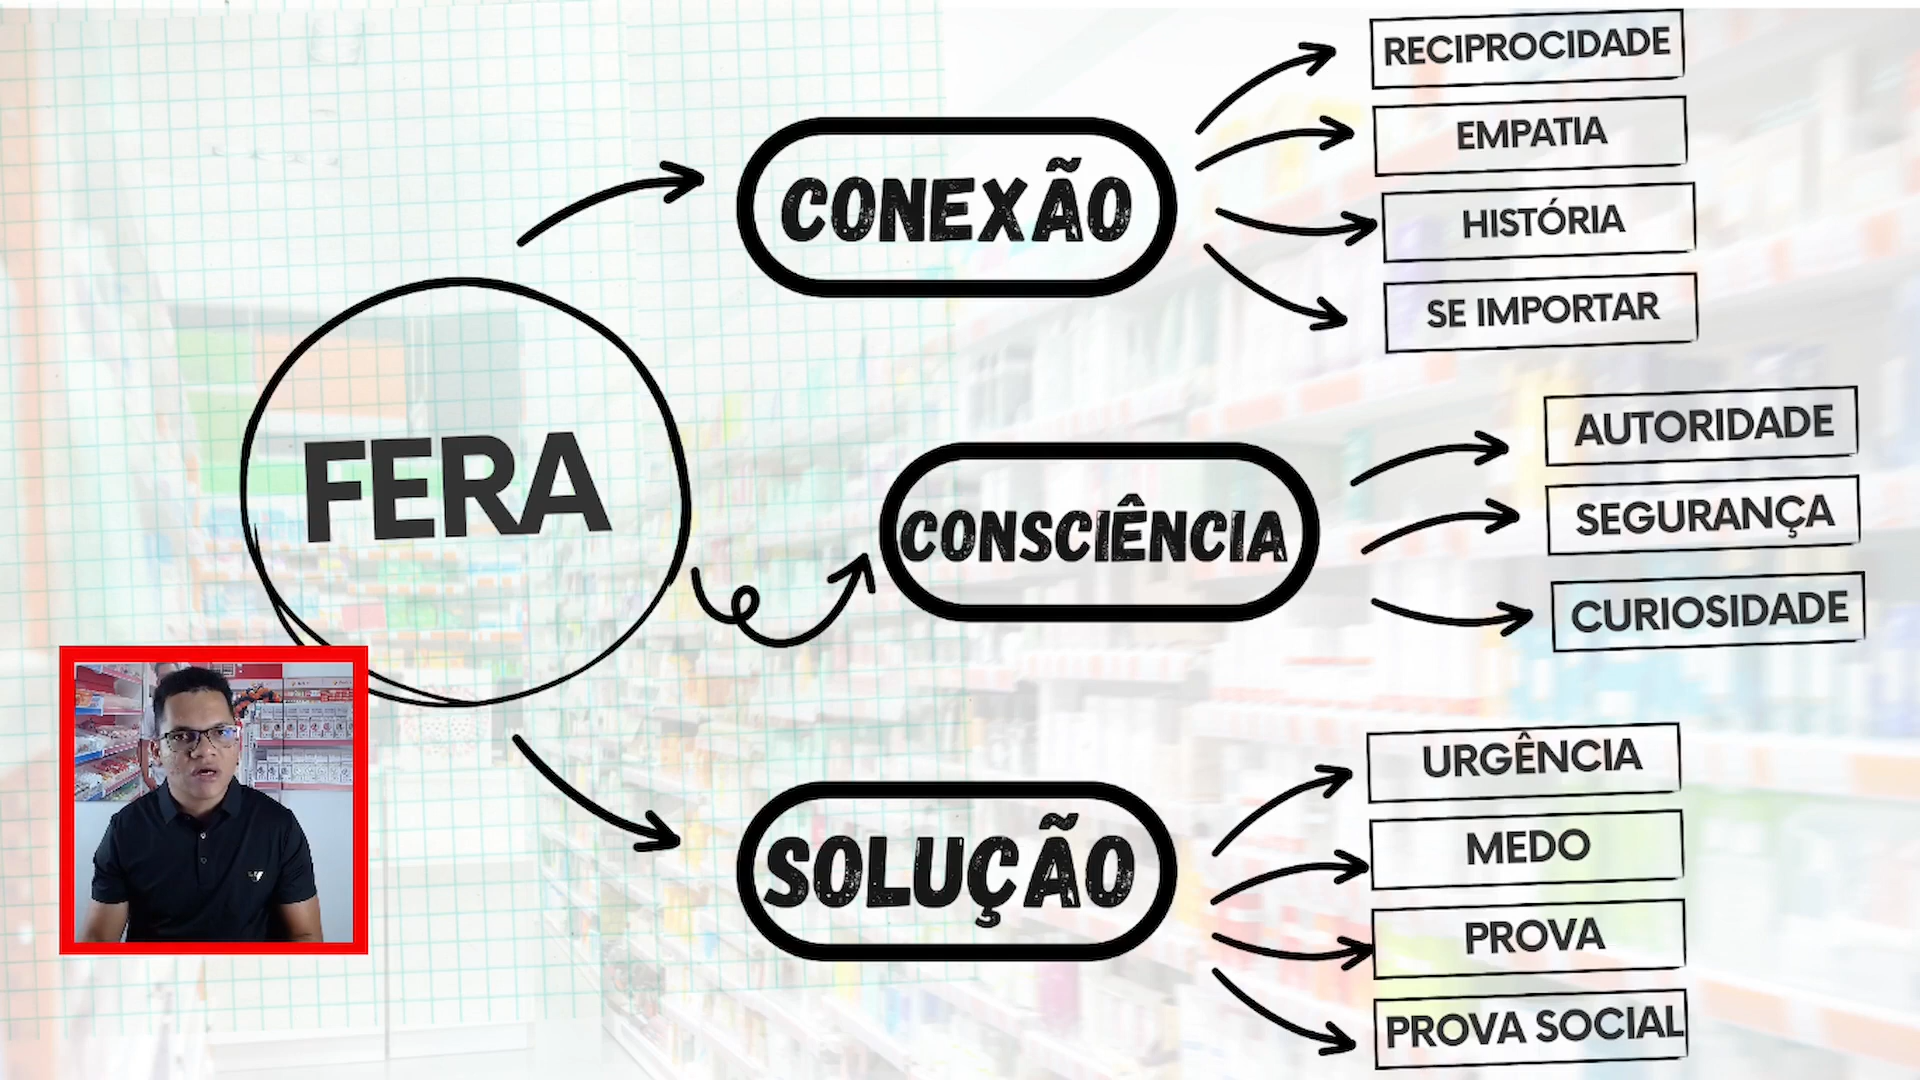 FERA
CONEXÃO
RECIPROCIDADE
EMPATIA
HISTÓRIA
SE IMPORTAR
CONSCIÊNCIA
AUTORIDADE
SEGURANÇA
CURIOSIDADE
SOLUÇÃO
URGÊNCIA
MEDO
PROVA
PROVA SOCIAL